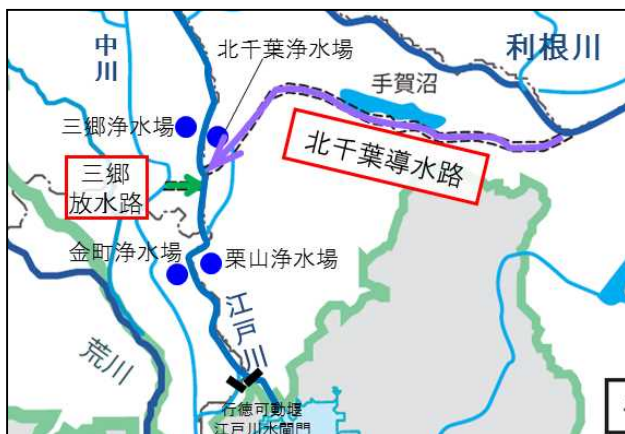 中川
北千葉浄水場
利根川
手賀沼
三郷浄水場
北千葉導水路
三郷
放水路
金町浄水場
栗山浄水場
江戸川
荒川
行徳可動堰
江戸川水閘門